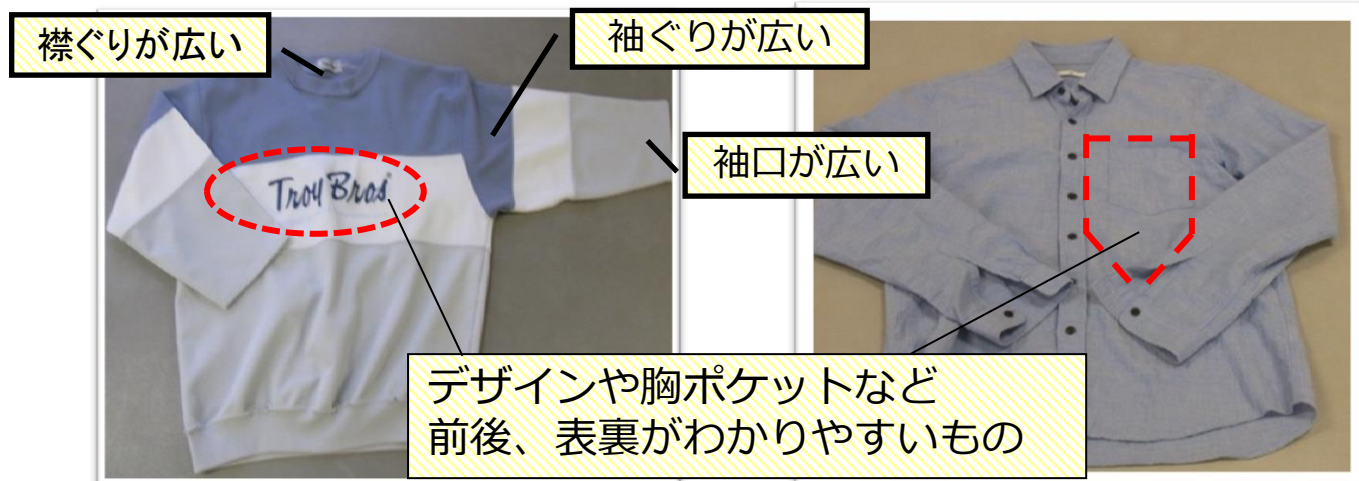 襟ぐりが広い
袖ぐりが広い
袖口が広い
Troy Bros
デザインや胸ポケットなど
前後、表裏がわかりやすいもの